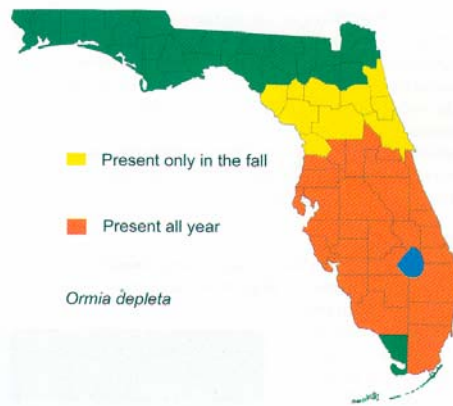 Present only in the fall
Present all year
Ormia depleta